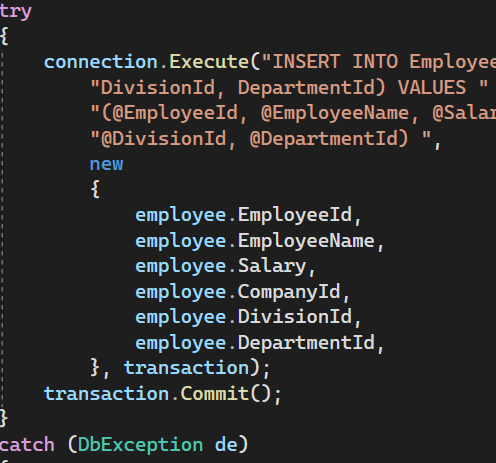 try
{
connection.Execute("INSERT INTO Employee
"DivisionId, DepartmentId) VALUES "
"(@EmployeeId, @EmployeeName, @Salar
"@DivisionId, @DepartmentId) ",
new
{
employee.EmployeeId,
employee.EmployeeName,
employee.Salary,
employee.CompanyId,
employee.DivisionId,
employee.DepartmentId,
}, transaction);
transaction.Commit();
}
catch (DbException de)
{